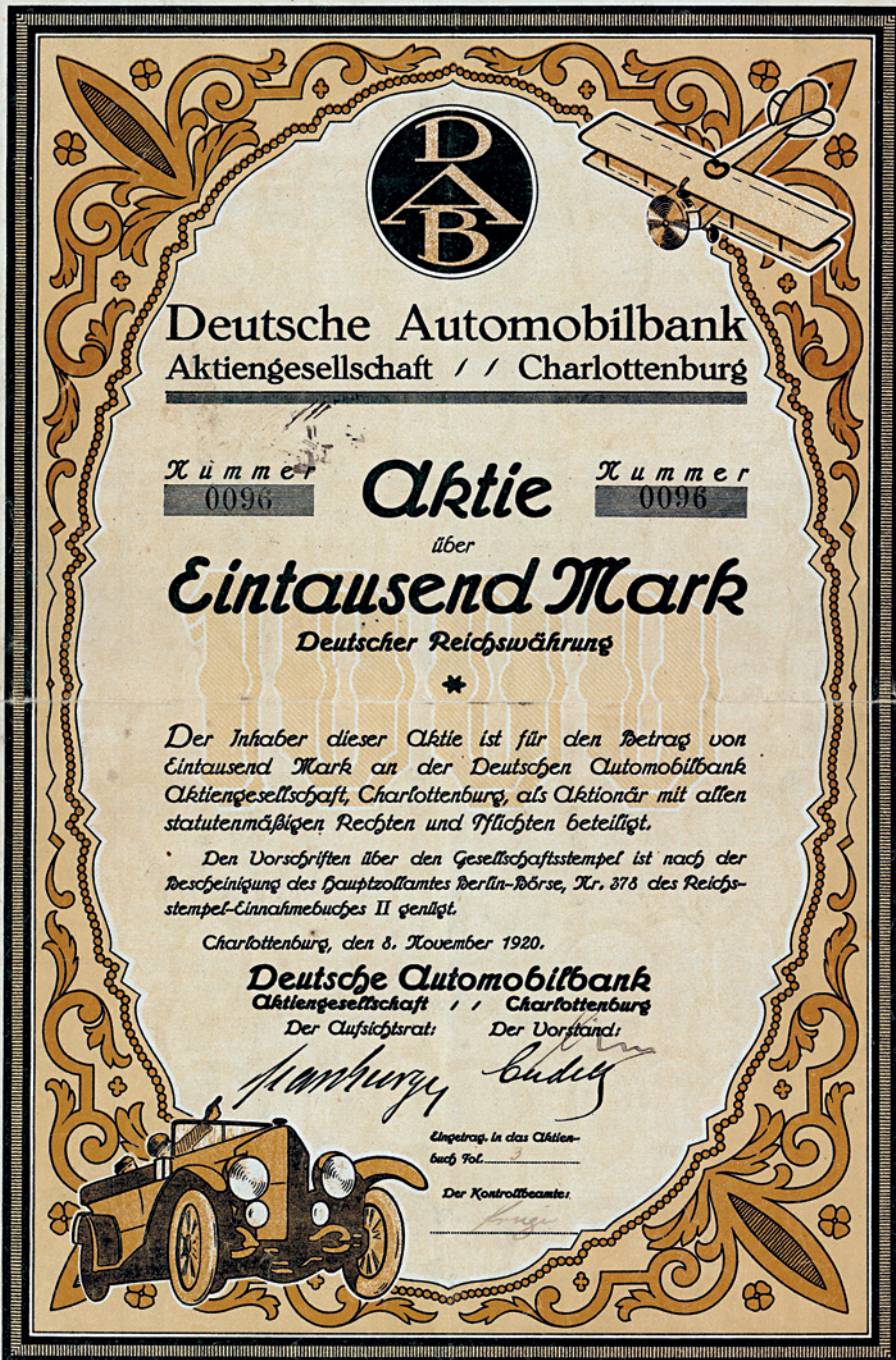 DAB
Deutsche Automobilbank
Aktiengesellschaft / / Charlottenburg
Nummer
0096
Aktie
Nummer
0096
über
Eintausend Mark
Deutscher Reichswährung
*
1000
Der Inhaber dieser Aktie ist für den Betrag von
Eintausend Mark an der Deutschen Automobilbank
Aktiengesellschaft, Charlottenburg, als Aktionär mit allen
statutenmäßigen Rechten und Pflichten beteiligt.
Den Vorschriften über den Gesellschaftsstempel ist nach der
Bescheinigung des Hauptzollamtes Berlin-Börse, Nr. 378 des Reichs-
stempel-Einnahmebuches II genügt.
Charlottenburg, den 8. November 1920.
Deutsche Automobilbank
Aktiengesellschaft / / Charlottenburg
Der Aufsichtsrat: Der Vorstand:
Eingetrag. in das Aktien-
buch Fol. 3
Der Kontrollbeamte: